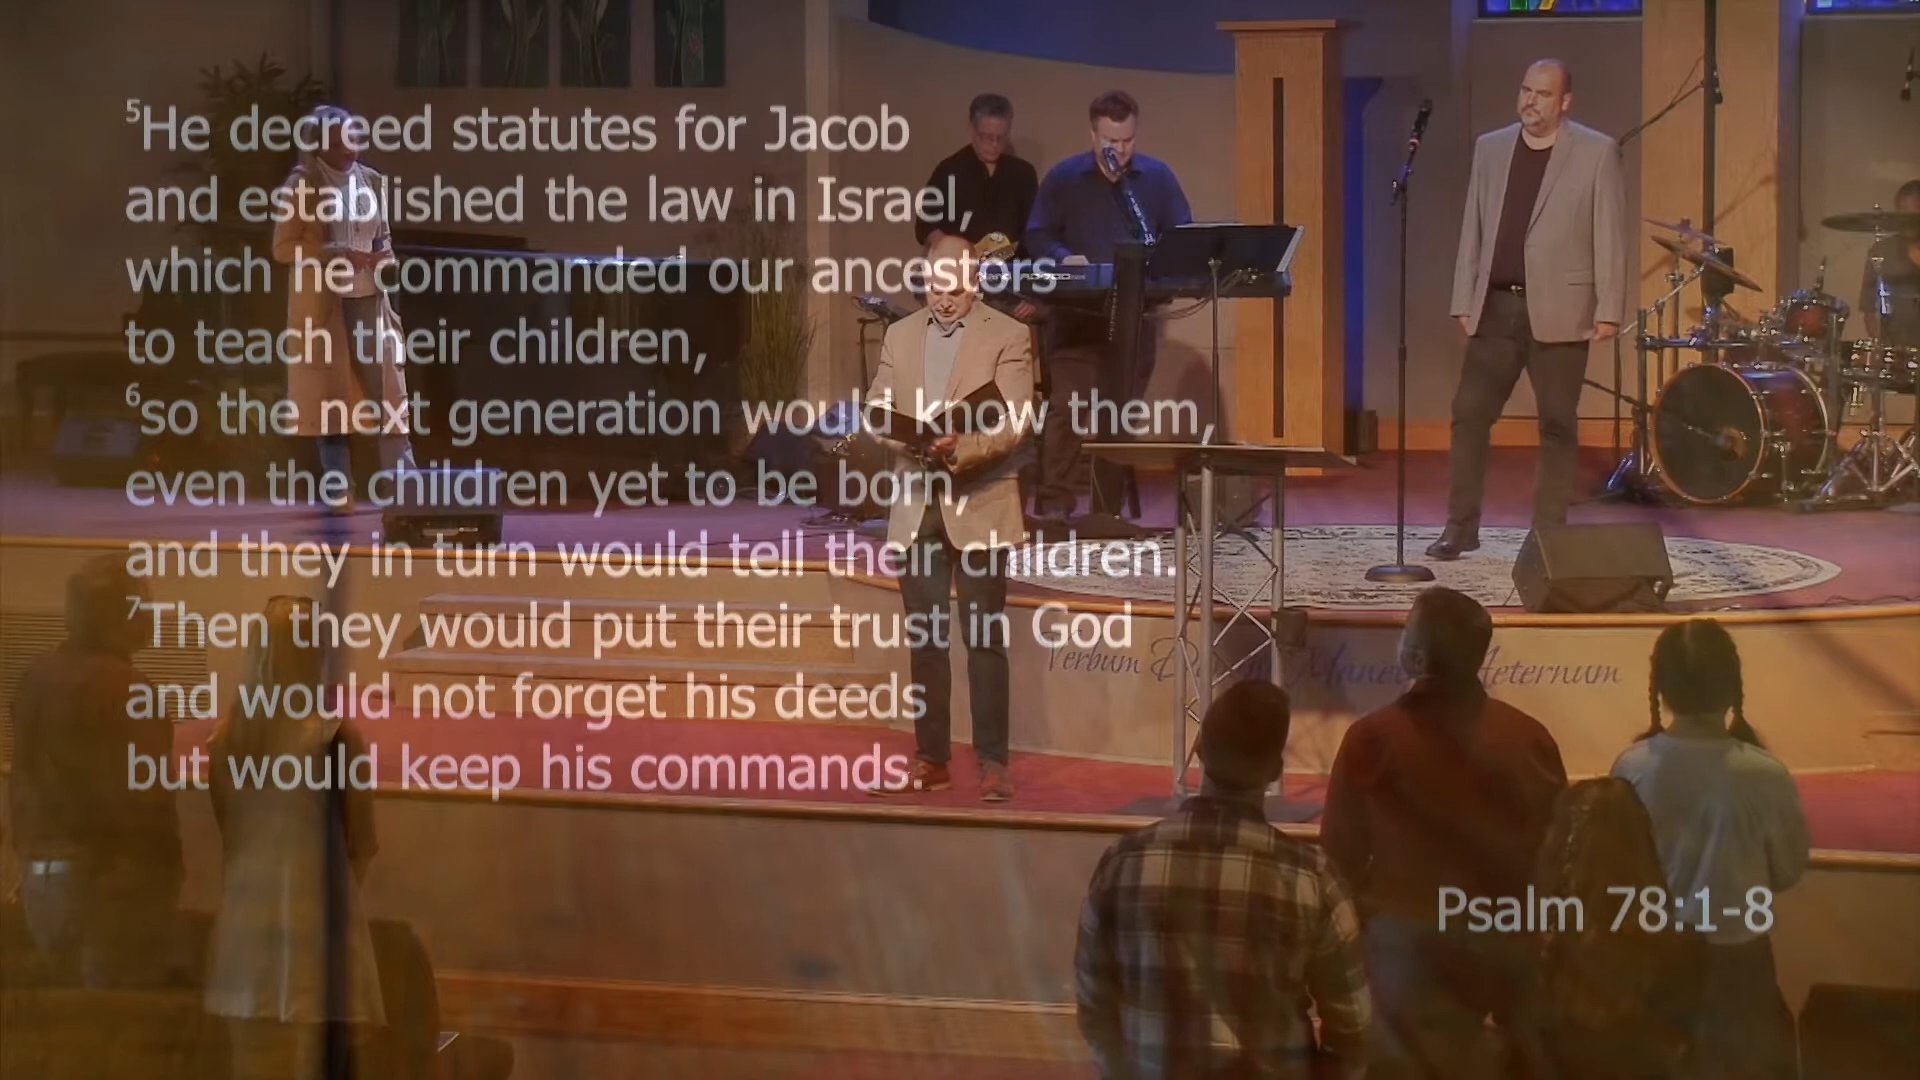 ⁵He decreed statutes for Jacob
and established the law in Israel,
which he commanded our ancestors
to teach their children,
⁶so the next generation would know them,
even the children yet to be born,
and they in turn would tell their children.
⁷Then they would put their trust in God
and would not forget his deeds
but would keep his commands.
Verbum Aeternum
Psalm 78:1-8